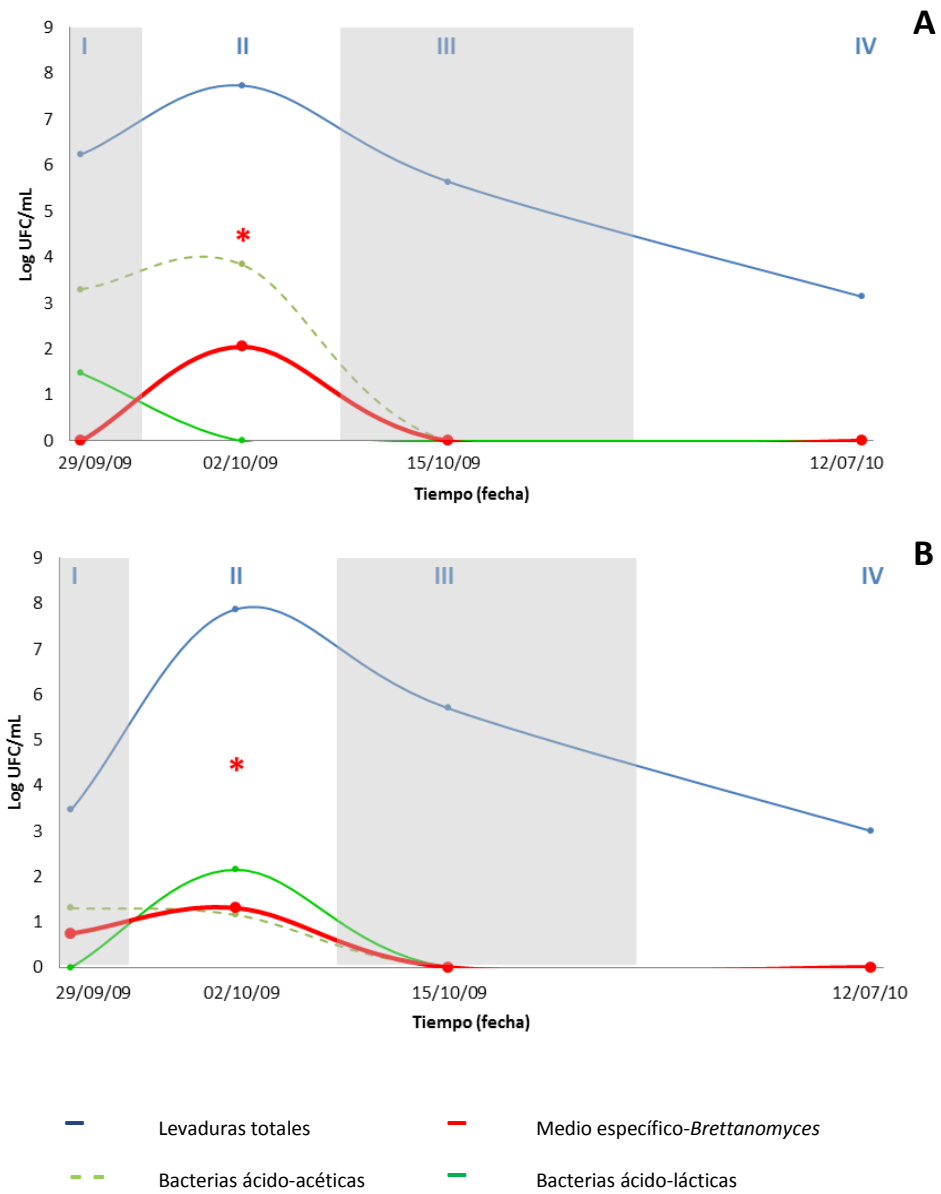 A
I II III IV
9
8
7
6
5
4
3
2
1
0
Log UFC/mL
*
29/09/09 02/10/09 15/10/09 12/07/10
Tiempo (fecha)
B
I II III IV
9
8
7
6
5
4
3
2
1
0
Log UFC/mL
*
29/09/09 02/10/09 15/10/09 12/07/10
Tiempo (fecha)
Levaduras totales Medio específico-Brettanomyces
Bacterias ácido-acéticas Bacterias ácido-lácticas